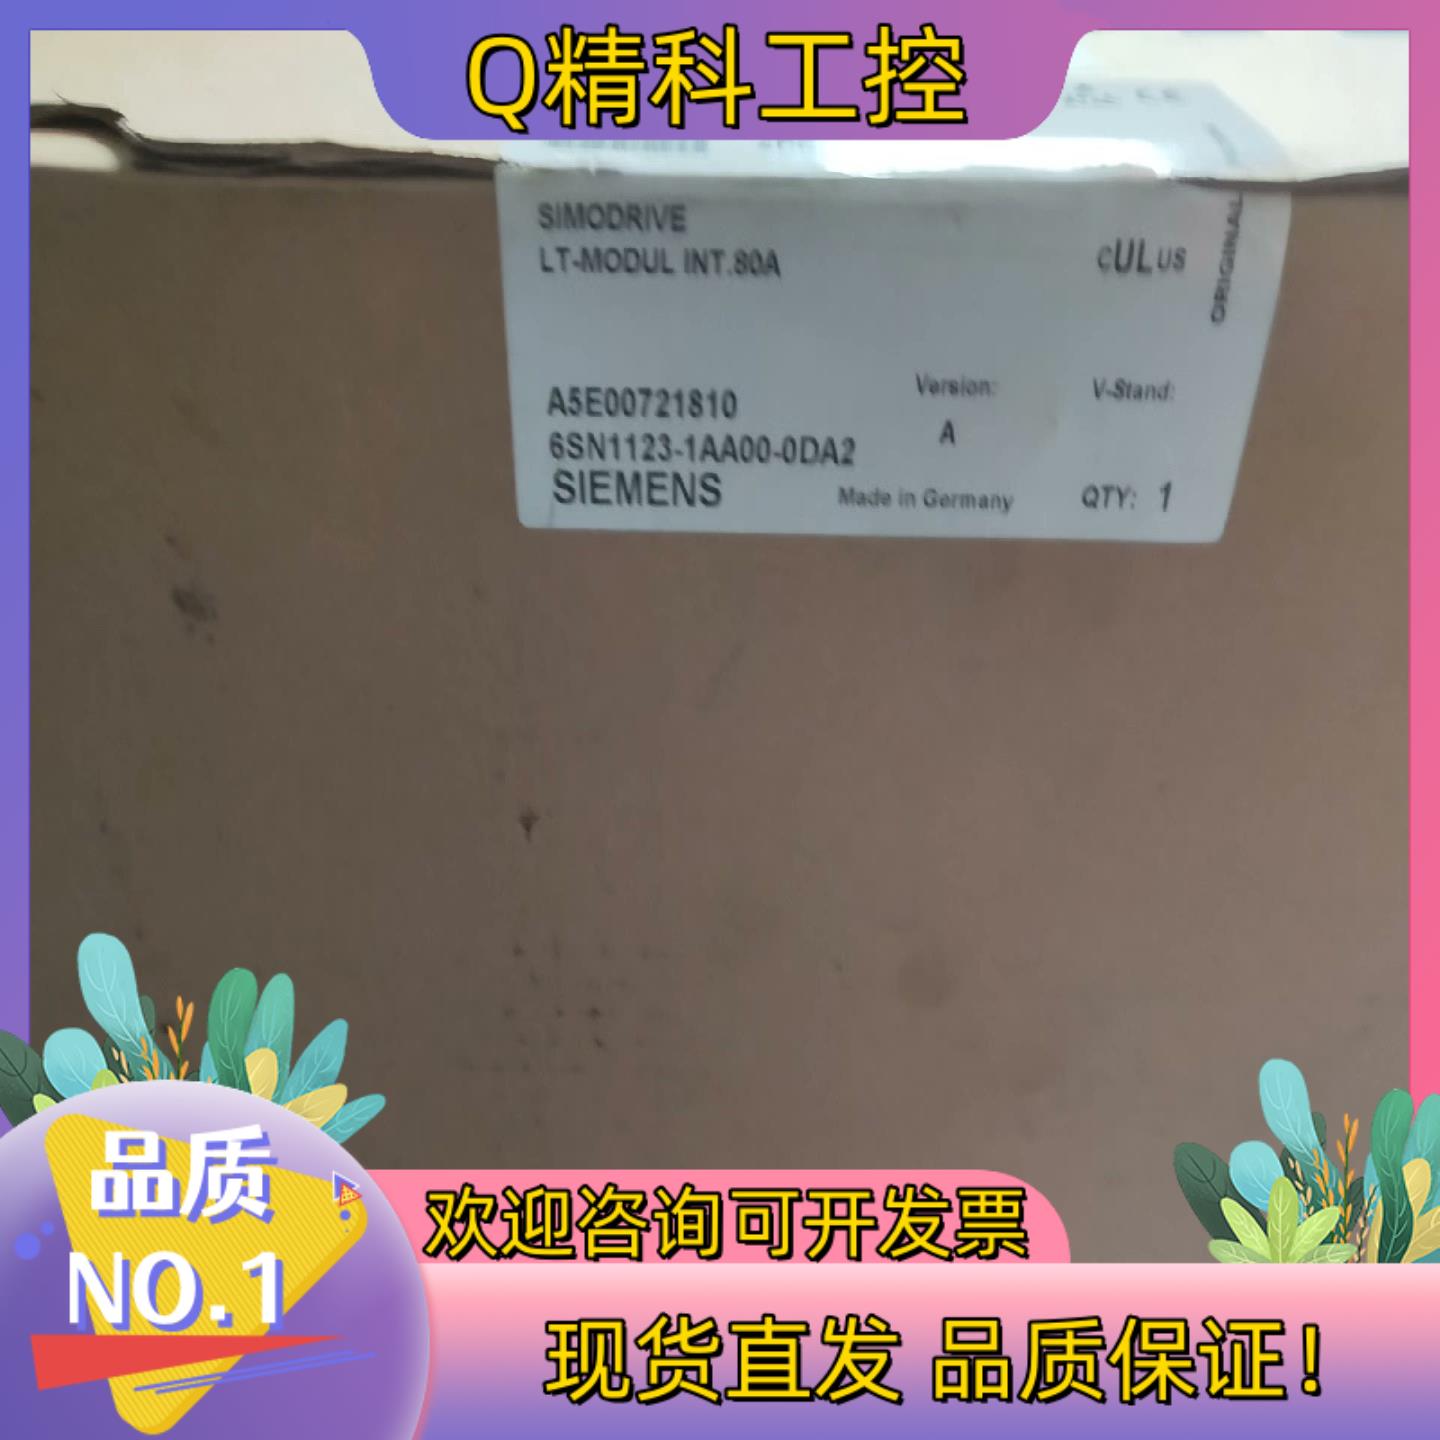 Q精科工控
SIMODRIVE
LT-MODUL INT.80A
cULus
ORIGINAL
A5E00721810
Version:
V-Stand:
6SN1123-1AA00-0DA2
A
SIEMENS
Made in Germany
QTY: 1
品质
NO.1
欢迎咨询可开发票
现货直发 品质保证!